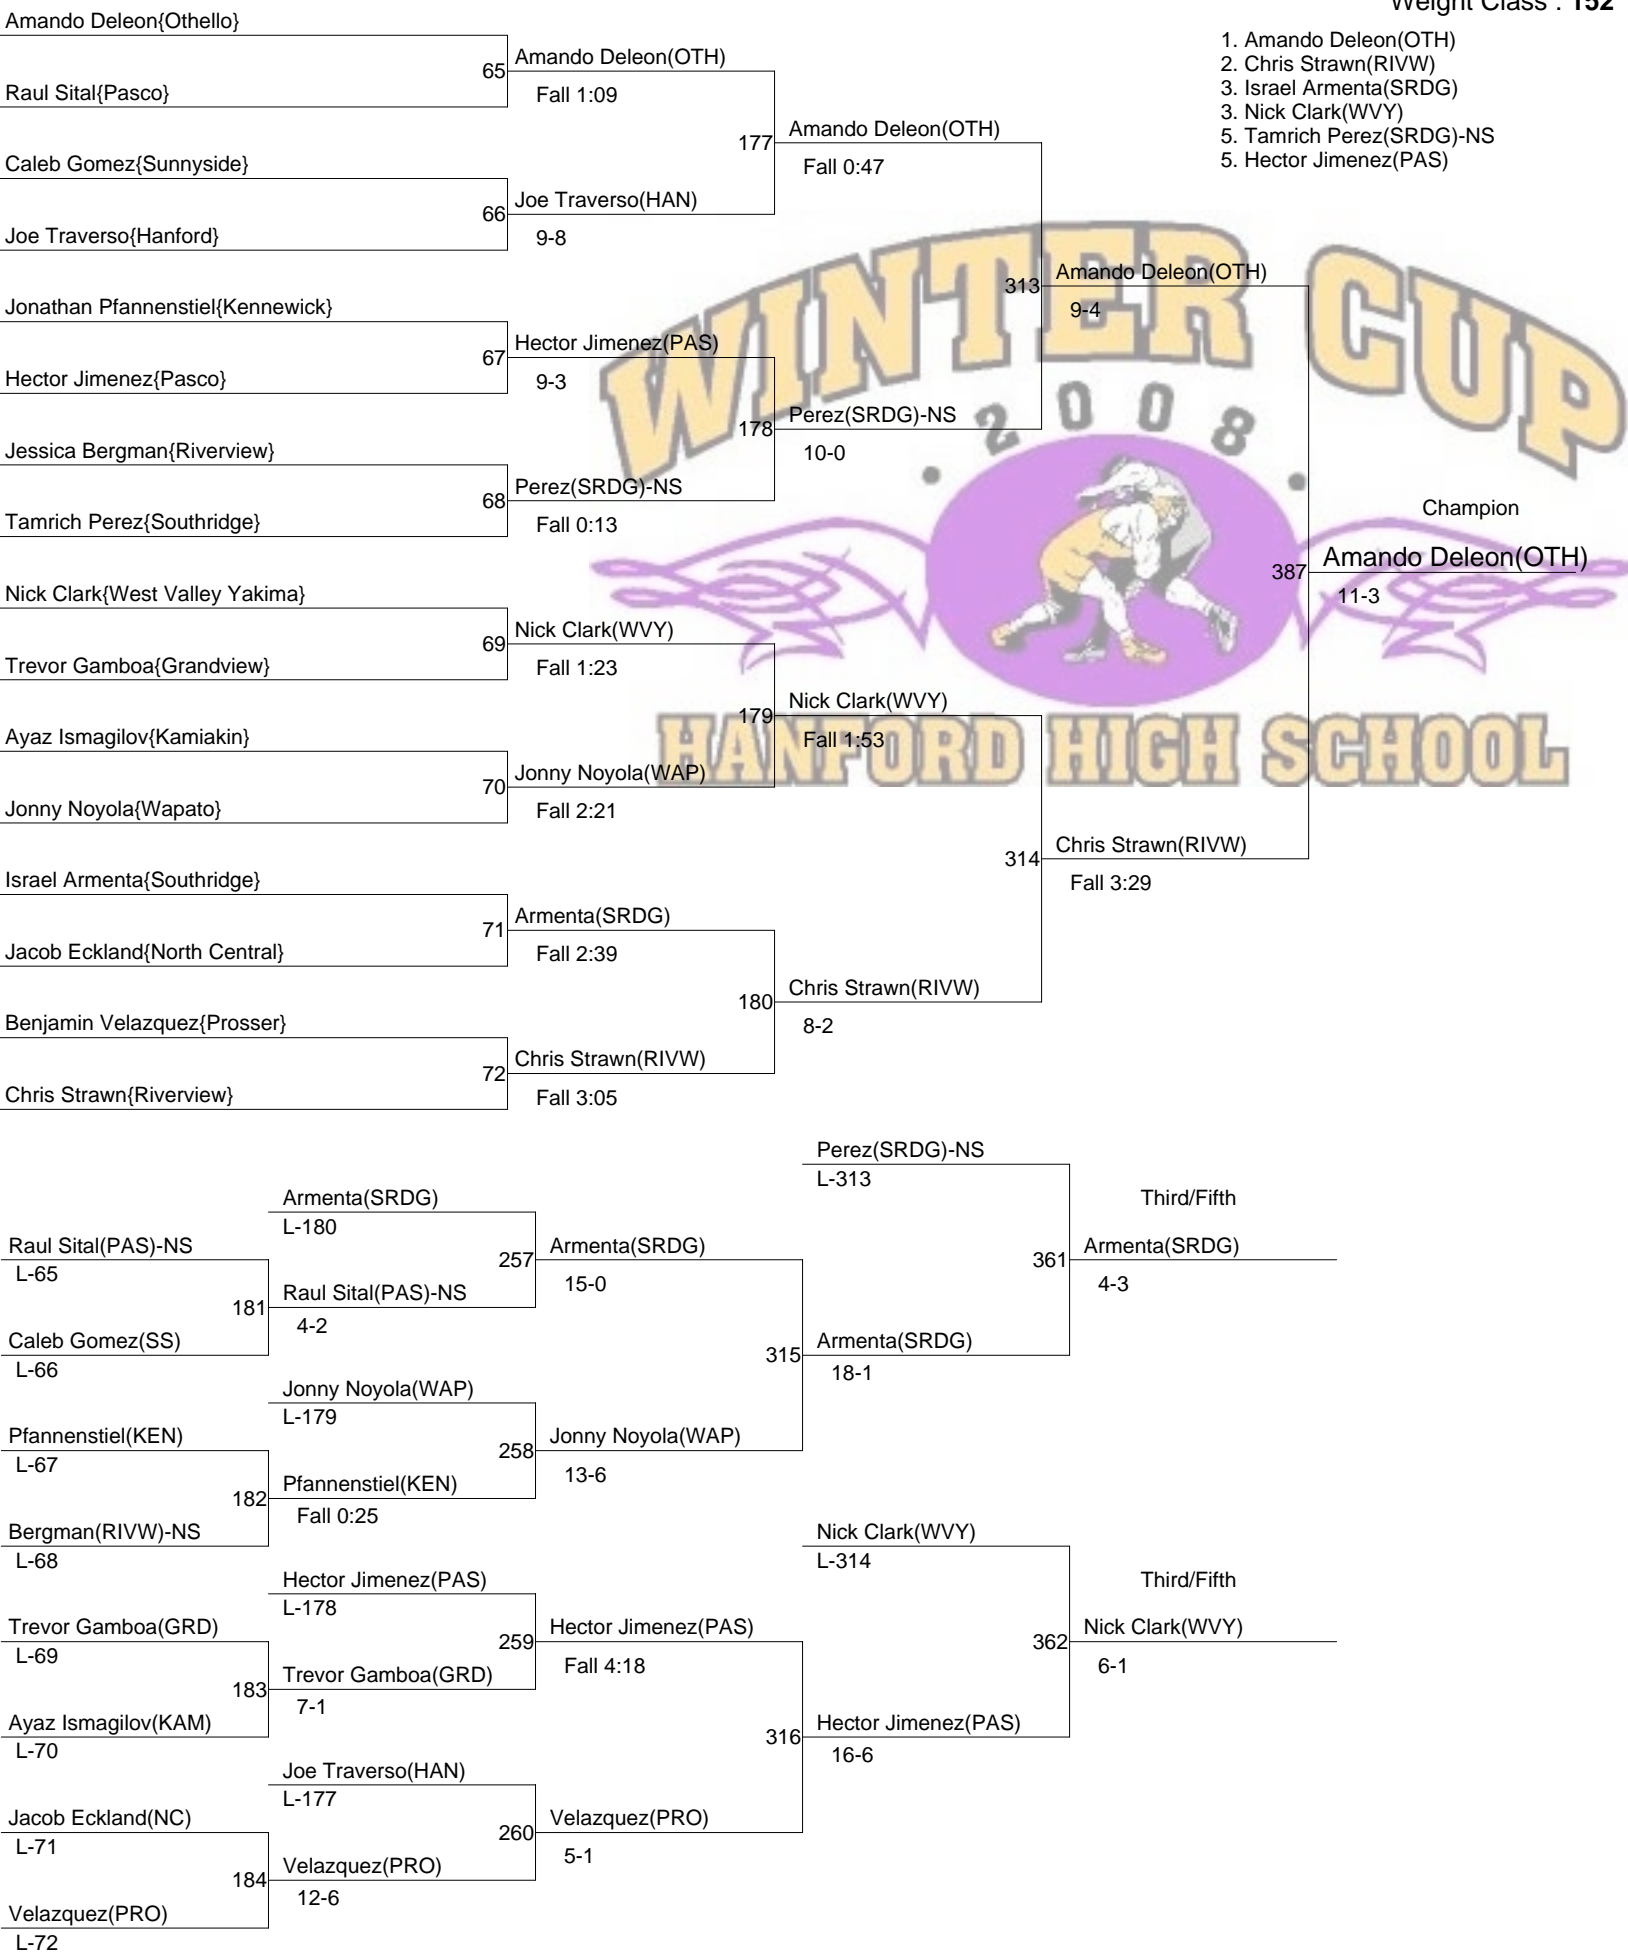 Weight Class : 152
1. Amando Deleon(OTH)
2. Chris Strawn(RIVW)
3. Israel Armenta(SRDG)
3. Nick Clark(WVY)
5. Tamrich Perez(SRDG)-NS
5. Hector Jimenez(PAS)
Amando Deleon{Othello}
65
Amando Deleon(OTH)
Raul Sital{Pasco}
Fall 1:09
177
Amando Deleon(OTH)
Fall 0:47
Caleb Gomez{Sunnyside}
66
Joe Traverso(HAN)
Joe Traverso{Hanford}
9-8
313
Amando Deleon(OTH)
9-4
Jonathan Pfannenstiel{Kennewick}
67
Hector Jimenez(PAS)
Hector Jimenez{Pasco}
9-3
178
Perez(SRDG)-NS
10-0
Jessica Bergman{Riverview}
68
Perez(SRDG)-NS
Tamrich Perez{Southridge}
Fall 0:13
WINTER CUP
2008
HANFORD HIGH SCHOOL
Champion
387
Amando Deleon(OTH)
11-3
Nick Clark{West Valley Yakima}
69
Nick Clark(WVY)
Trevor Gamboa{Grandview}
Fall 1:23
179
Nick Clark(WVY)
Fall 1:53
Ayaz Ismagilov{Kamiakin}
70
Jonny Noyola(WAP)
Jonny Noyola{Wapato}
Fall 2:21
314
Chris Strawn(RIVW)
Fall 3:29
Israel Armenta{Southridge}
71
Armenta(SRDG)
Jacob Eckland{North Central}
Fall 2:39
180
Chris Strawn(RIVW)
8-2
Benjamin Velazquez{Prosser}
72
Chris Strawn(RIVW)
Chris Strawn{Riverview}
Fall 3:05
Perez(SRDG)-NS
L-313
Armenta(SRDG)
L-180
Third/Fifth
Raul Sital(PAS)-NS
L-65
257
Armenta(SRDG)
15-0
361
Armenta(SRDG)
4-3
181
Raul Sital(PAS)-NS
4-2
Caleb Gomez(SS)
L-66
315
Armenta(SRDG)
18-1
Jonny Noyola(WAP)
L-179
Pfannenstiel(KEN)
L-67
258
Jonny Noyola(WAP)
13-6
182
Pfannenstiel(KEN)
Fall 0:25
Bergman(RIVW)-NS
L-68
Nick Clark(WVY)
L-314
Hector Jimenez(PAS)
L-178
Third/Fifth
Trevor Gamboa(GRD)
L-69
259
Hector Jimenez(PAS)
Fall 4:18
362
Nick Clark(WVY)
6-1
183
Trevor Gamboa(GRD)
7-1
Ayaz Ismagilov(KAM)
L-70
316
Hector Jimenez(PAS)
16-6
Joe Traverso(HAN)
L-177
Jacob Eckland(NC)
L-71
260
Velazquez(PRO)
5-1
184
Velazquez(PRO)
12-6
Velazquez(PRO)
L-72